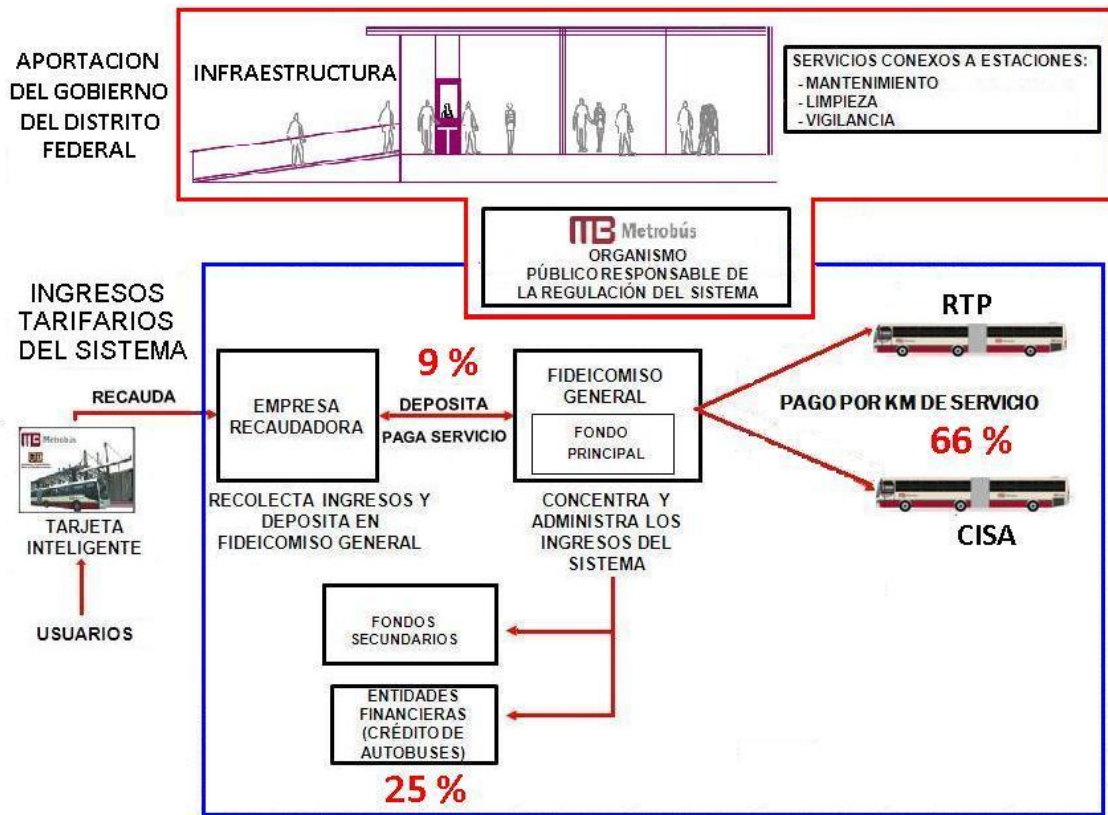 APORTACION
DEL GOBIERNO
DEL DISTRITO
FEDERAL
INFRAESTRUCTURA
SERVICIOS CONEXOS A ESTACIONES:
- MANTENIMIENTO
- LIMPIEZA
- VIGILANCIA
MB Metrobús
ORGANISMO
PÚBLICO RESPONSABLE DE
LA REGULACIÓN DEL SISTEMA
INGRESOS
TARIFARIOS
DEL SISTEMA
RECAUDA
MB Metrobús
TARJETA
INTELIGENTE
USUARIOS
EMPRESA
RECAUDADORA
RECOLECTA INGRESOS Y
DEPOSITA EN
FIDEICOMISO GENERAL
9 %
DEPOSITA
PAGA SERVICIO
FIDEICOMISO
GENERAL
FONDO
PRINCIPAL
CONCENTRA Y
ADMINISTRA LOS
INGRESOS DEL
SISTEMA
RTP
PAGO POR KM DE SERVICIO
66 %
CISA
FONDOS
SECUNDARIOS
ENTIDADES
FINANCIERAS
(CRÉDITO DE
AUTOBUSES)
25 %